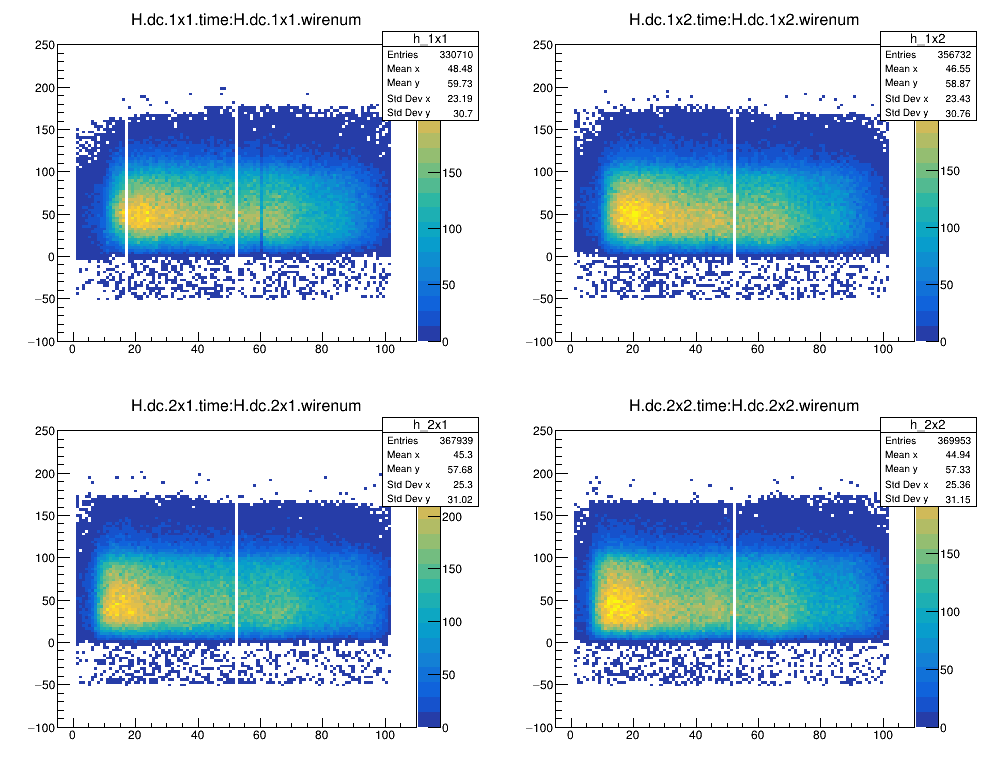 H.dc.1x1.time:H.dc.1x1.wirenum
h_1x1
Entries 330710
Mean x 48.48
Mean y 59.73
Std Dev x 23.19
Std Dev y 30.7
250
200
150
100
50
0
−50
−100
0 20 40 60 80 100
150
100
50
0
H.dc.1x2.time:H.dc.1x2.wirenum
h_1x2
Entries 356732
Mean x 46.55
Mean y 58.87
Std Dev x 23.43
Std Dev y 30.76
250
200
150
100
50
0
−50
−100
0 20 40 60 80 100
150
100
50
0
H.dc.2x1.time:H.dc.2x1.wirenum
h_2x1
Entries 367939
Mean x 45.3
Mean y 57.68
Std Dev x 25.3
Std Dev y 31.02
250
200
150
100
50
0
−50
−100
0 20 40 60 80 100
200
150
100
50
0
H.dc.2x2.time:H.dc.2x2.wirenum
h_2x2
Entries 369953
Mean x 44.94
Mean y 57.33
Std Dev x 25.36
Std Dev y 31.15
250
200
150
100
50
0
−50
−100
0 20 40 60 80 100
150
100
50
0